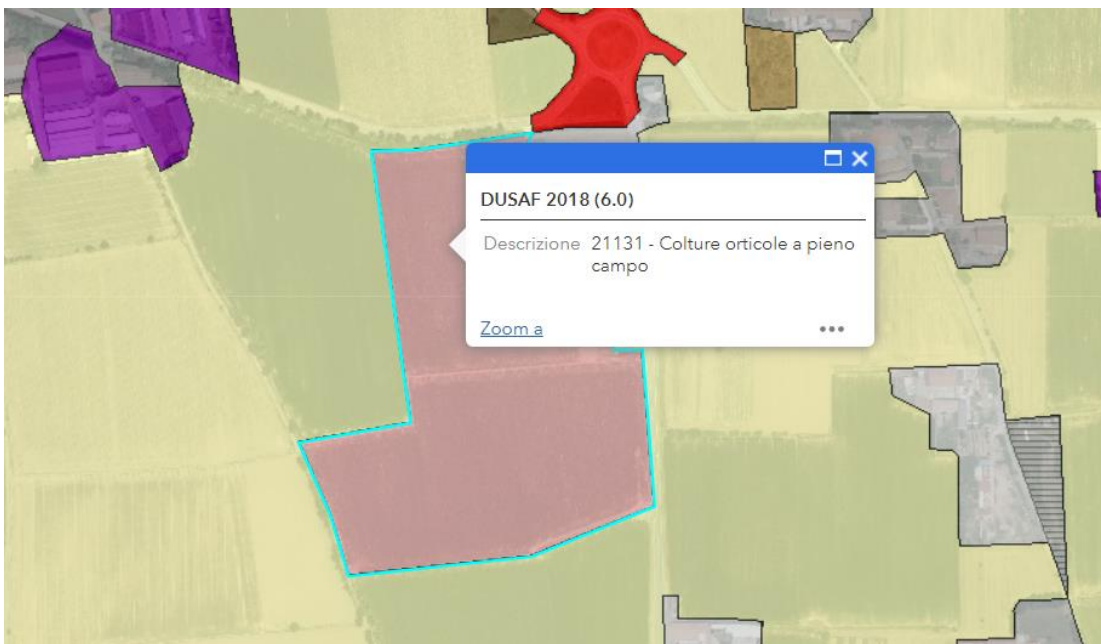 DUSAF 2018 (6.0)
Descrizione 21131 - Colture orticole a pieno
campo
Zoom a